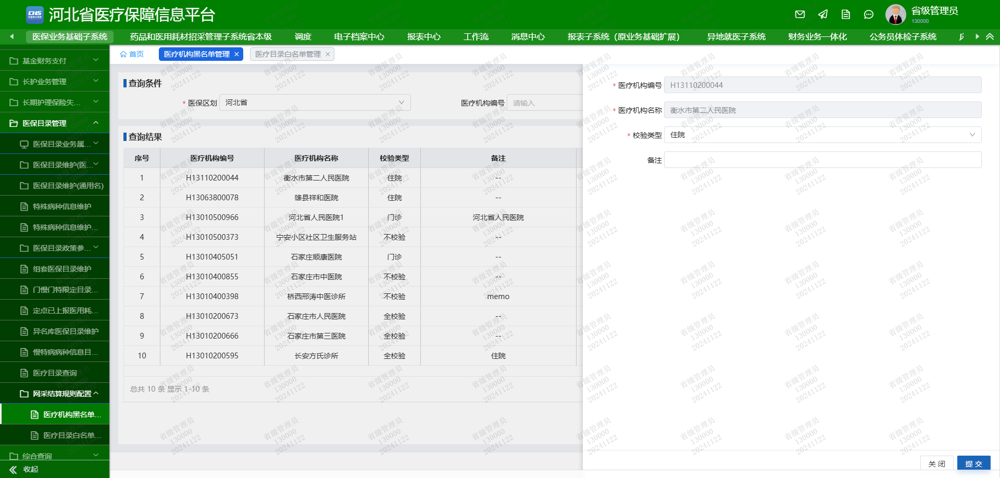 CHS
河北省医疗保障信息平台
省级管理员
130000
医保业务基础子系统
药品和医用耗材招采管理子系统省本级
调度
电子档案中心
报表中心
工作流
消息中心
报表子系统（原业务基础扩展）
异地就医子系统
财务业务一体化
公务员体检子系统
基金财务支付
长护业务管理
长期护理保险失...
医保目录管理
医保目录业务属...
医保目录维护(医...
医保目录维护(通用名)
特殊病种信息维护
特殊病种信息维护...
医保目录政策参...
组套医保目录维护
门慢门特限定目录...
定点已上报医用耗...
异名库医保目录维护
慢特病病种信息目...
医疗目录查询
网采结算规则配置
医疗机构黑名单...
医疗目录白名单...
综合查询
收起
首页
医疗机构黑名单管理
医疗目录白名单管理
查询条件
* 医保区划 河北省
医疗机构编号 请输入
查询结果
序号 医疗机构编号 医疗机构名称 校验类型 备注
1 H13110200044 衡水市第二人民医院 住院 --
2 H13063800078 雄县祥和医院 住院 --
3 H13010500966 河北省人民医院1 门诊 河北省人民医院
4 H13010500373 宁安小区社区卫生服务站 不校验 --
5 H13010405051 石家庄顺康医院 门诊 --
6 H13010400855 石家庄市中医院 不校验 --
7 H13010400398 桥西邢涛中医诊所 不校验 memo
8 H13010200673 石家庄市人民医院 全校验 --
9 H13010200666 石家庄市第三医院 全校验 --
10 H13010200595 长安方氏诊所 全校验 住院
总共 10 条 显示 1-10 条
* 医疗机构编号 H13110200044
* 医疗机构名称 衡水市第二人民医院
* 校验类型 住院
备注
关 闭
提 交
省级管理员
130000
20241122